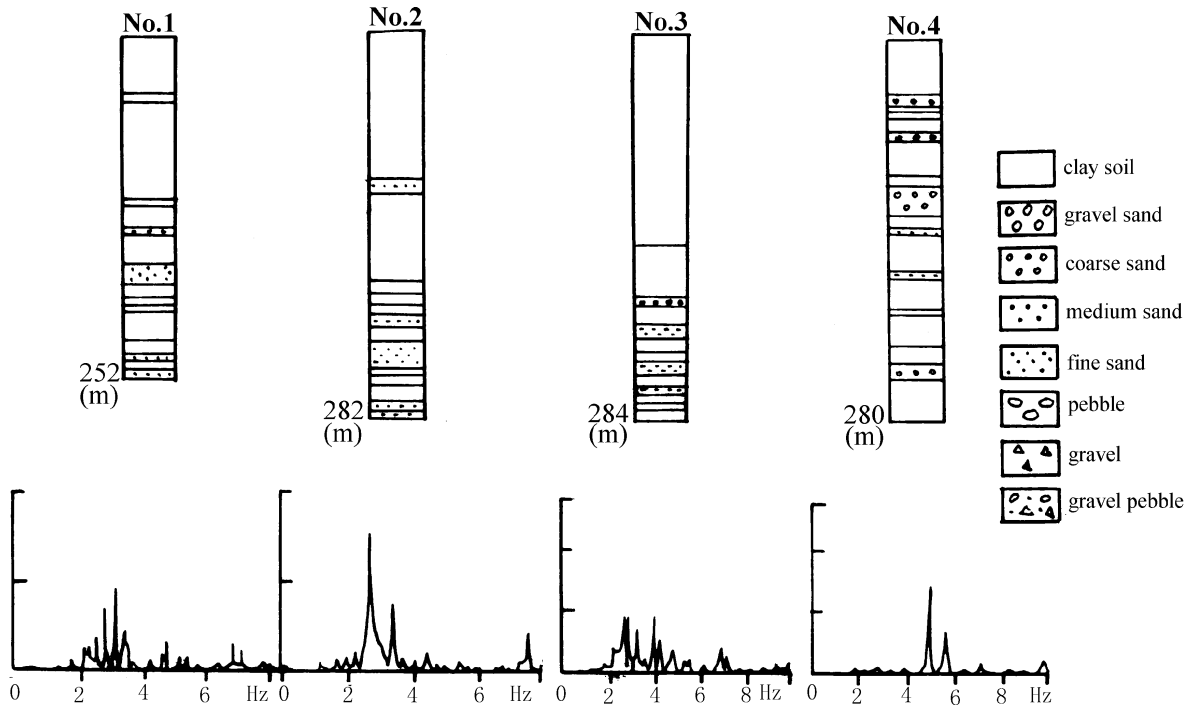 No.1
No.2
No.3
No.4
clay soil
gravel sand
coarse sand
medium sand
fine sand
pebble
gravel
gravel pebble
252
(m)
282
(m)
284
(m)
280
(m)
0 2 4 6 Hz
0 2 4 6 Hz
0 2 4 6 8 Hz
0 2 4 6 8 Hz